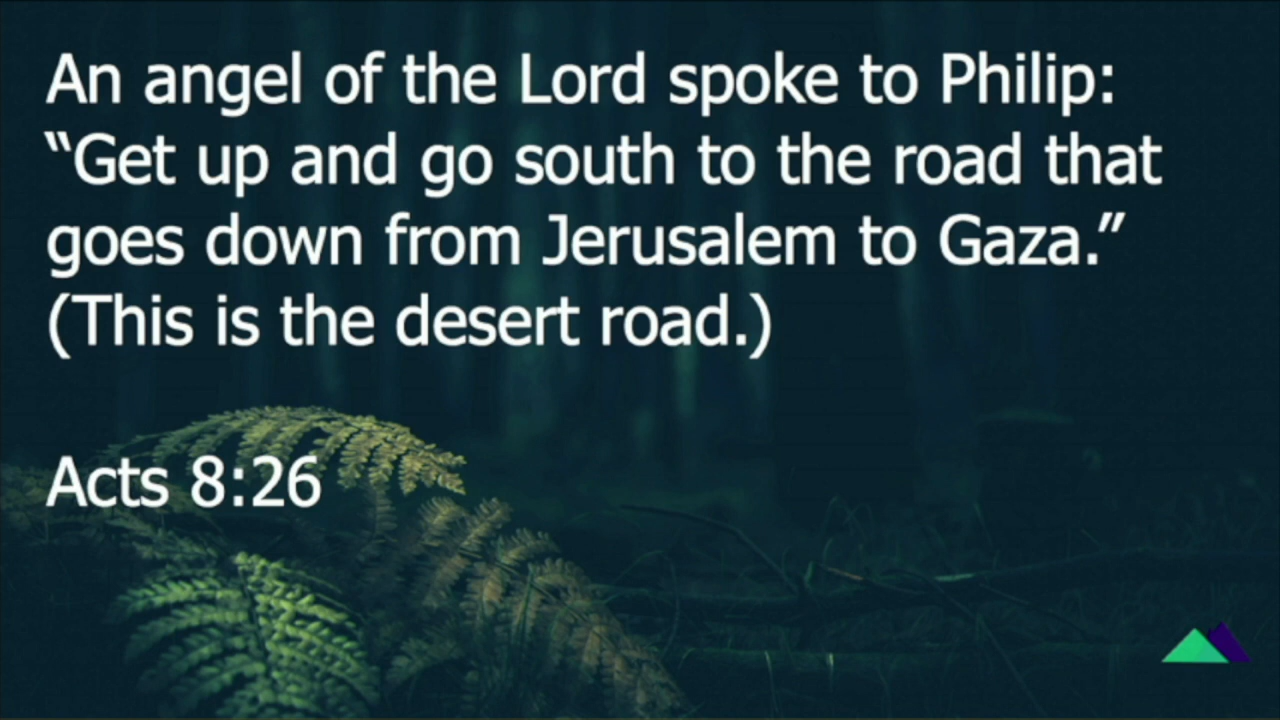 An angel of the Lord spoke to Philip:
“Get up and go south to the road that
goes down from Jerusalem to Gaza.”
(This is the desert road.)
Acts 8:26